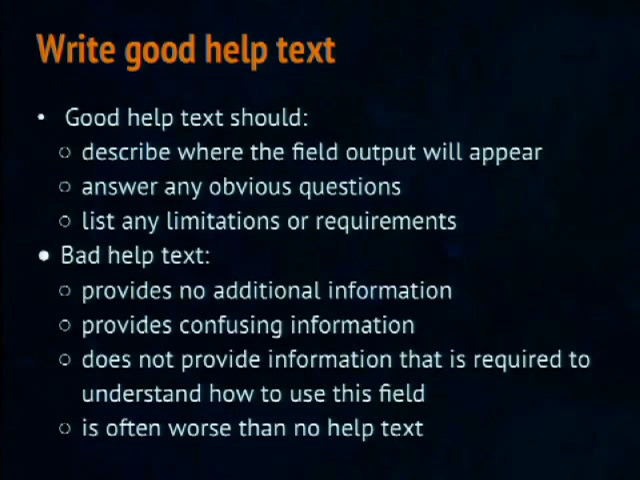 Write good help text
• Good help text should:
○ describe where the field output will appear
○ answer any obvious questions
○ list any limitations or requirements
● Bad help text:
○ provides no additional information
○ provides confusing information
○ does not provide information that is required to
understand how to use this field
○ is often worse than no help text